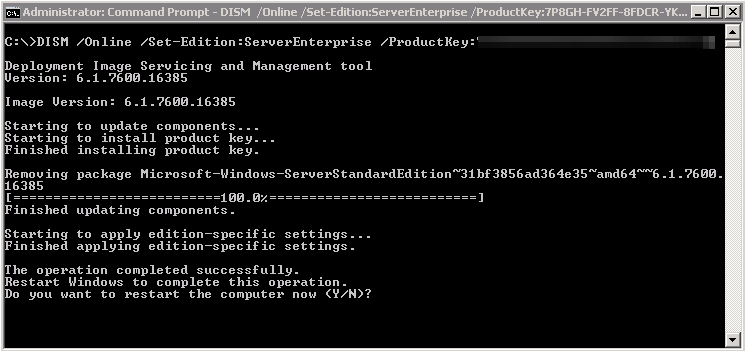 Administrator: Command Prompt - DISM /Online /Set-Edition:ServerEnterprise /ProductKey:7P8GH-FV2FF-8FDCR-YK...
C:\>DISM /Online /Set-Edition:ServerEnterprise /ProductKey:
Deployment Image Servicing and Management tool
Version: 6.1.7600.16385
Image Version: 6.1.7600.16385
Starting to update components...
Starting to install product key...
Finished installing product key.
Removing package Microsoft-Windows-ServerStandardEdition~31bf3856ad364e35~amd64~~6.1.7600.
16385
[==========================100.0%==========================]
Finished updating components.
Starting to apply edition-specific settings...
Finished applying edition-specific settings.
The operation completed successfully.
Restart Windows to complete this operation.
Do you want to restart the computer now (Y/N)?